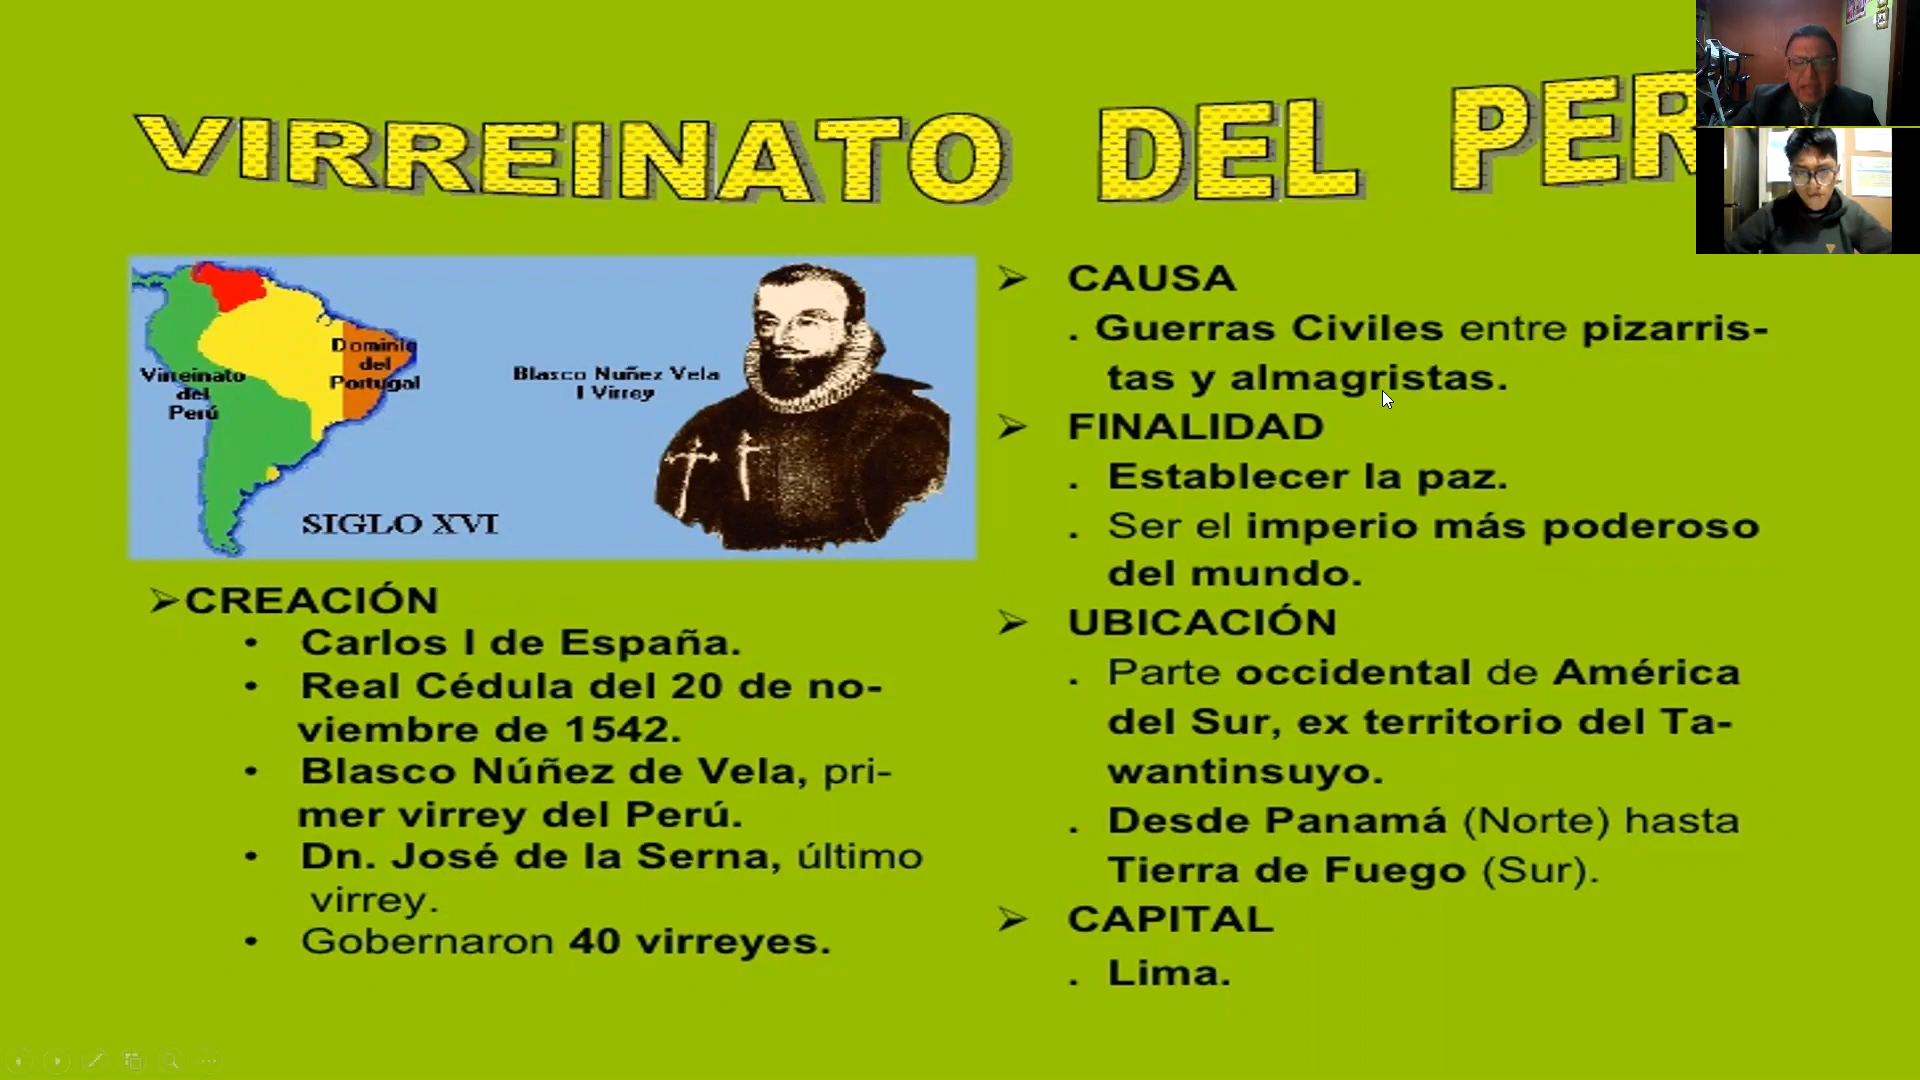 VIRREINATO DEL PER
Dominio
del
Portugal
Virreinato
del
Perú
Blasco Nuñez Vela
I Virrey
SIGLO XVI
➢CREACIÓN
• Carlos I de España.
• Real Cédula del 20 de no-
viembre de 1542.
• Blasco Núñez de Vela, pri-
mer virrey del Perú.
• Dn. José de la Serna, último
virrey.
• Gobernaron 40 virreyes.
➢ CAUSA
. Guerras Civiles entre pizarris-
tas y almagristas.
➢ FINALIDAD
. Establecer la paz.
. Ser el imperio más poderoso
del mundo.
➢ UBICACIÓN
. Parte occidental de América
del Sur, ex territorio del Ta-
wantinsuyo.
. Desde Panamá (Norte) hasta
Tierra de Fuego (Sur).
➢ CAPITAL
. Lima.